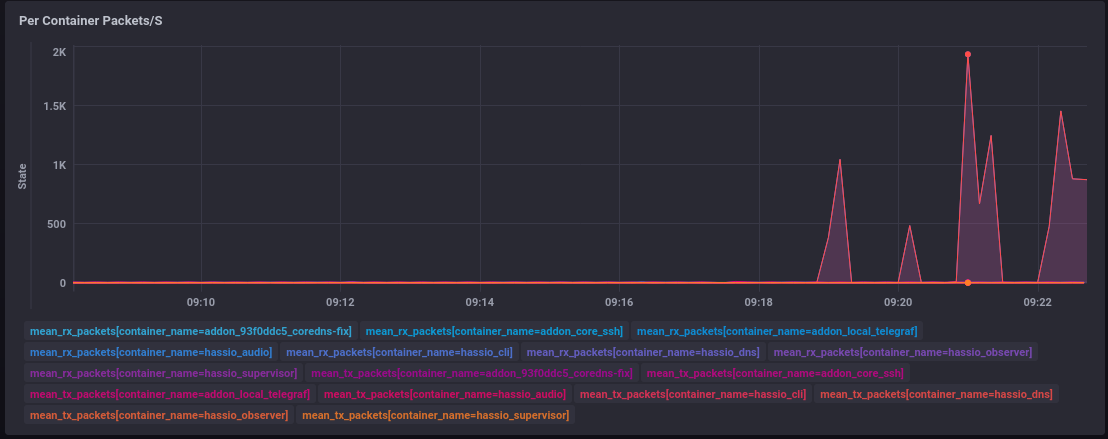 Per Container Packets/S
2K
1.5K
1K
500
0
State
09:10 09:12 09:14 09:16 09:18 09:20 09:22
mean_rx_packets[container_name=addon_93f0ddc5_coredns-fix] mean_rx_packets[container_name=addon_core_ssh] mean_rx_packets[container_name=addon_local_telegraf]
mean_rx_packets[container_name=hassio_audio] mean_rx_packets[container_name=hassio_cli] mean_rx_packets[container_name=hassio_dns] mean_rx_packets[container_name=hassio_observer]
mean_rx_packets[container_name=hassio_supervisor] mean_tx_packets[container_name=addon_93f0ddc5_coredns-fix] mean_tx_packets[container_name=addon_core_ssh]
mean_tx_packets[container_name=addon_local_telegraf] mean_tx_packets[container_name=hassio_audio] mean_tx_packets[container_name=hassio_cli] mean_tx_packets[container_name=hassio_dns]
mean_tx_packets[container_name=hassio_observer] mean_tx_packets[container_name=hassio_supervisor]